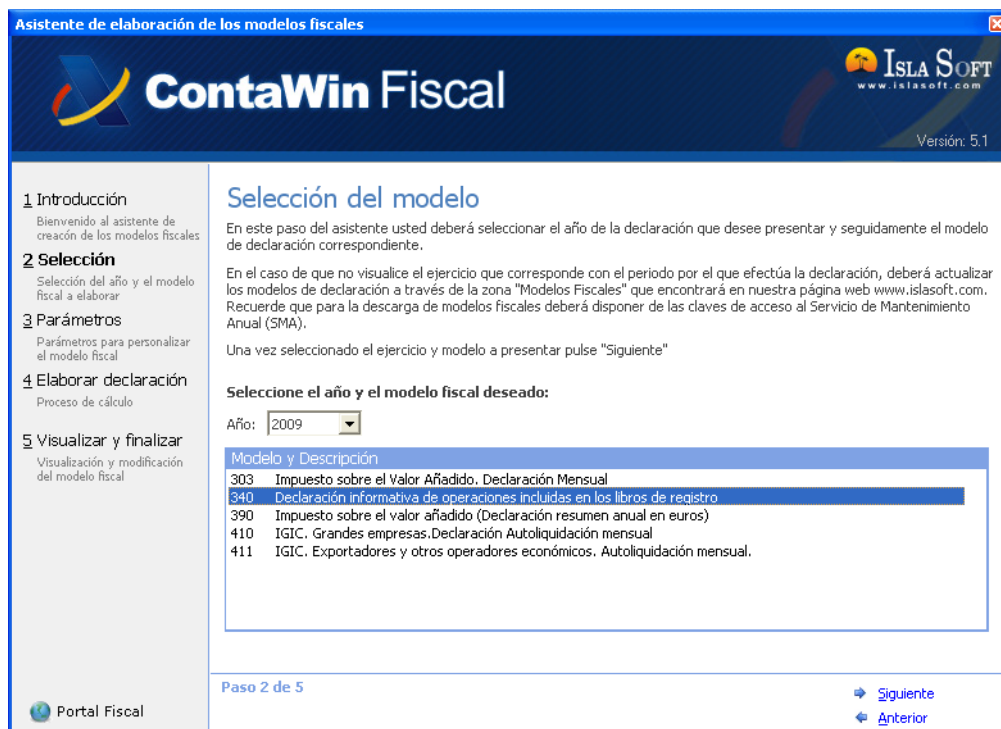 Asistente de elaboración de los modelos fiscales
ContaWin Fiscal
ISLA SOFT
www.islasoft.com
Versión: 5.1
1 Introducción
Bienvenido al asistente de
creacón de los modelos fiscales
2 Selección
Selección del año y el modelo
fiscal a elaborar
3 Parámetros
Parámetros para personalizar
el modelo fiscal
4 Elaborar declaración
Proceso de cálculo
5 Visualizar y finalizar
Visualización y modificación
del modelo fiscal
Portal Fiscal
Selección del modelo
En este paso del asistente usted deberá seleccionar el año de la declaración que desee presentar y seguidamente el modelo
de declaración correspondiente.
En el caso de que no visualice el ejercicio que corresponde con el periodo por el que efectúa la declaración, deberá actualizar
los modelos de declaración a través de la zona "Modelos Fiscales" que encontrará en nuestra página web www.islasoft.com.
Recuerde que para la descarga de modelos fiscales deberá disponer de las claves de acceso al Servicio de Mantenimiento
Anual (SMA).
Una vez seleccionado el ejercicio y modelo a presentar pulse "Siguiente"
Seleccione el año y el modelo fiscal deseado:
Año: 2009
Modelo y Descripción
303 Impuesto sobre el Valor Añadido. Declaración Mensual
340 Declaración informativa de operaciones incluidas en los libros de registro
390 Impuesto sobre el valor añadido (Declaración resumen anual en euros)
410 IGIC. Grandes empresas.Declaración Autoliquidación mensual
411 IGIC. Exportadores y otros operadores económicos. Autoliquidación mensual.
Paso 2 de 5
Siguiente
Anterior